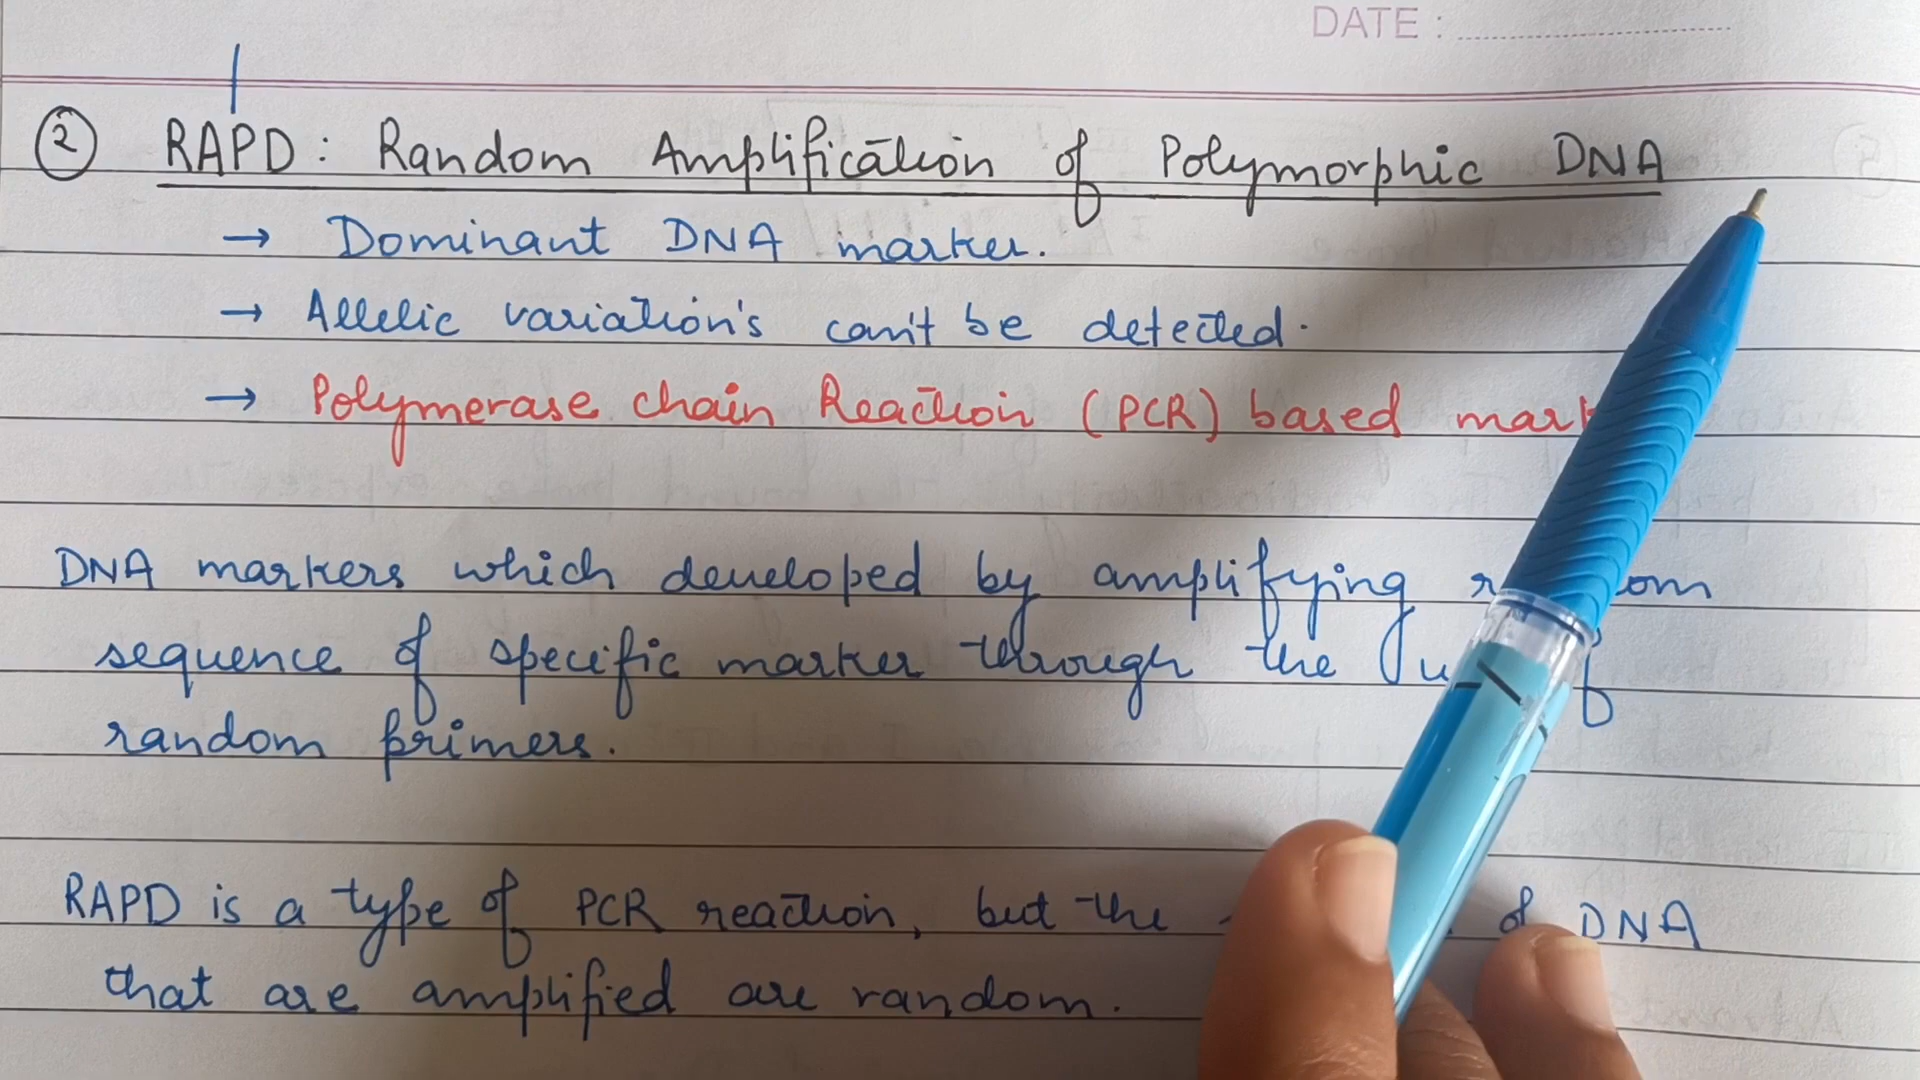 DATE :
② RAPD : Random Amplification of Polymorphic DNA
→ Dominant DNA marker.
→ Allelic variation's can't be detected.
→ Polymerase chain Reaction (PCR) based
DNA markers which developed by amplifying
sequence of specific marker through the
random primers.
RAPD is a type of PCR reaction, but the of DNA
that are amplified are random.